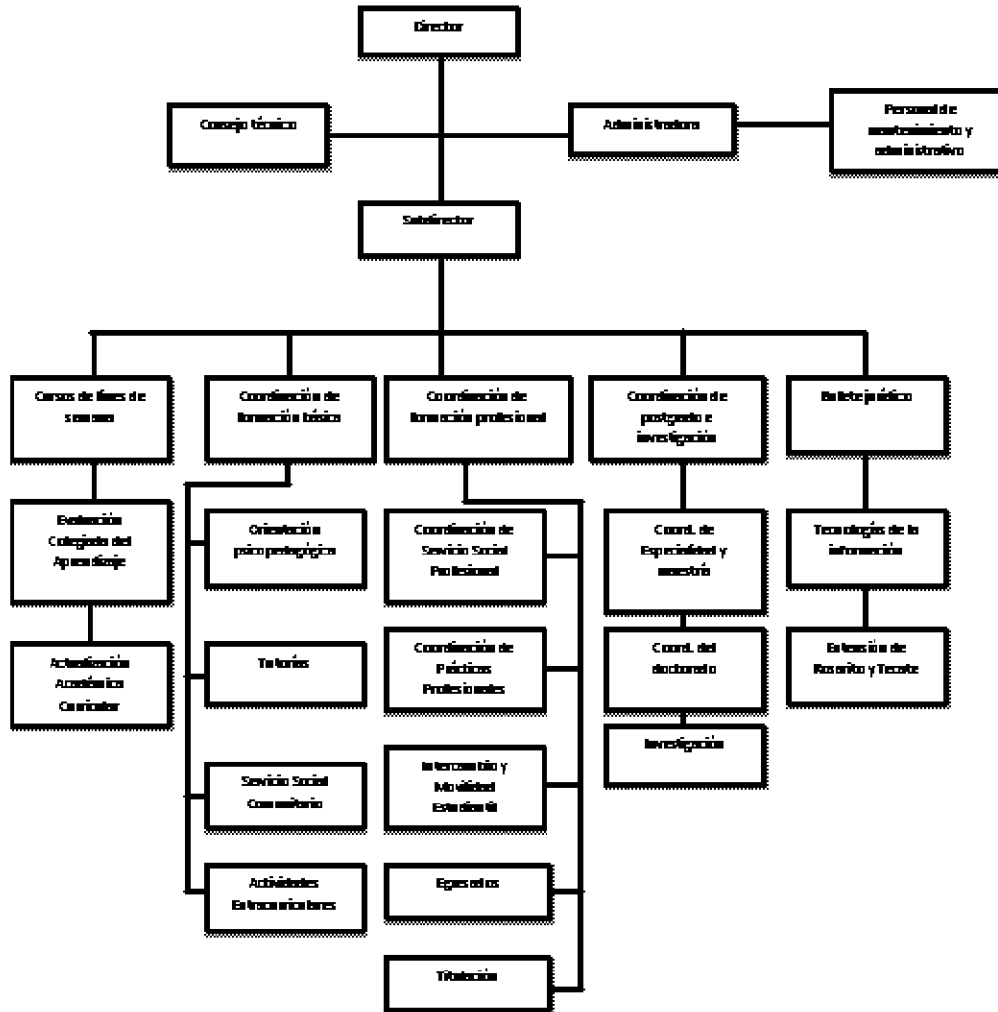 Director
Consejo técnico
Administradora
Personal de
mantenimiento y
administrativo
Subdirector
Cursos de fines de
semana
Coordinación de
formación básica
Coordinación de
formación profesional
Coordinación de
postgrado e
investigación
Bufete jurídico
Evaluación
Colegiada del
Aprendizaje
Orientación
psicopedagógica
Coordinación de
Servicio Social
Profesional
Coord. de
Especialidad y
maestría
Tecnologías de la
información
Actualización
Académica
Curricular
Tutorías
Coordinación de
Prácticas
Profesionales
Coord. del
doctorado
Extensión de
Rosarito y Tecate
Investigación
Servicio Social
Comunitario
Intercambio y
Movilidad
Estudiantil
Actividades
Extracurriculares
Egresados
Titulación